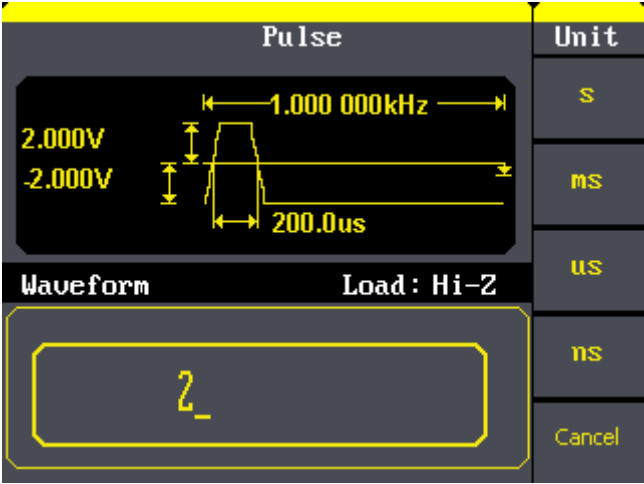 Pulse
Unit
1.000 000kHz
s
2.000V
-2.000V
ms
200.0us
us
Waveform Load: Hi-Z
ns
2_
Cancel